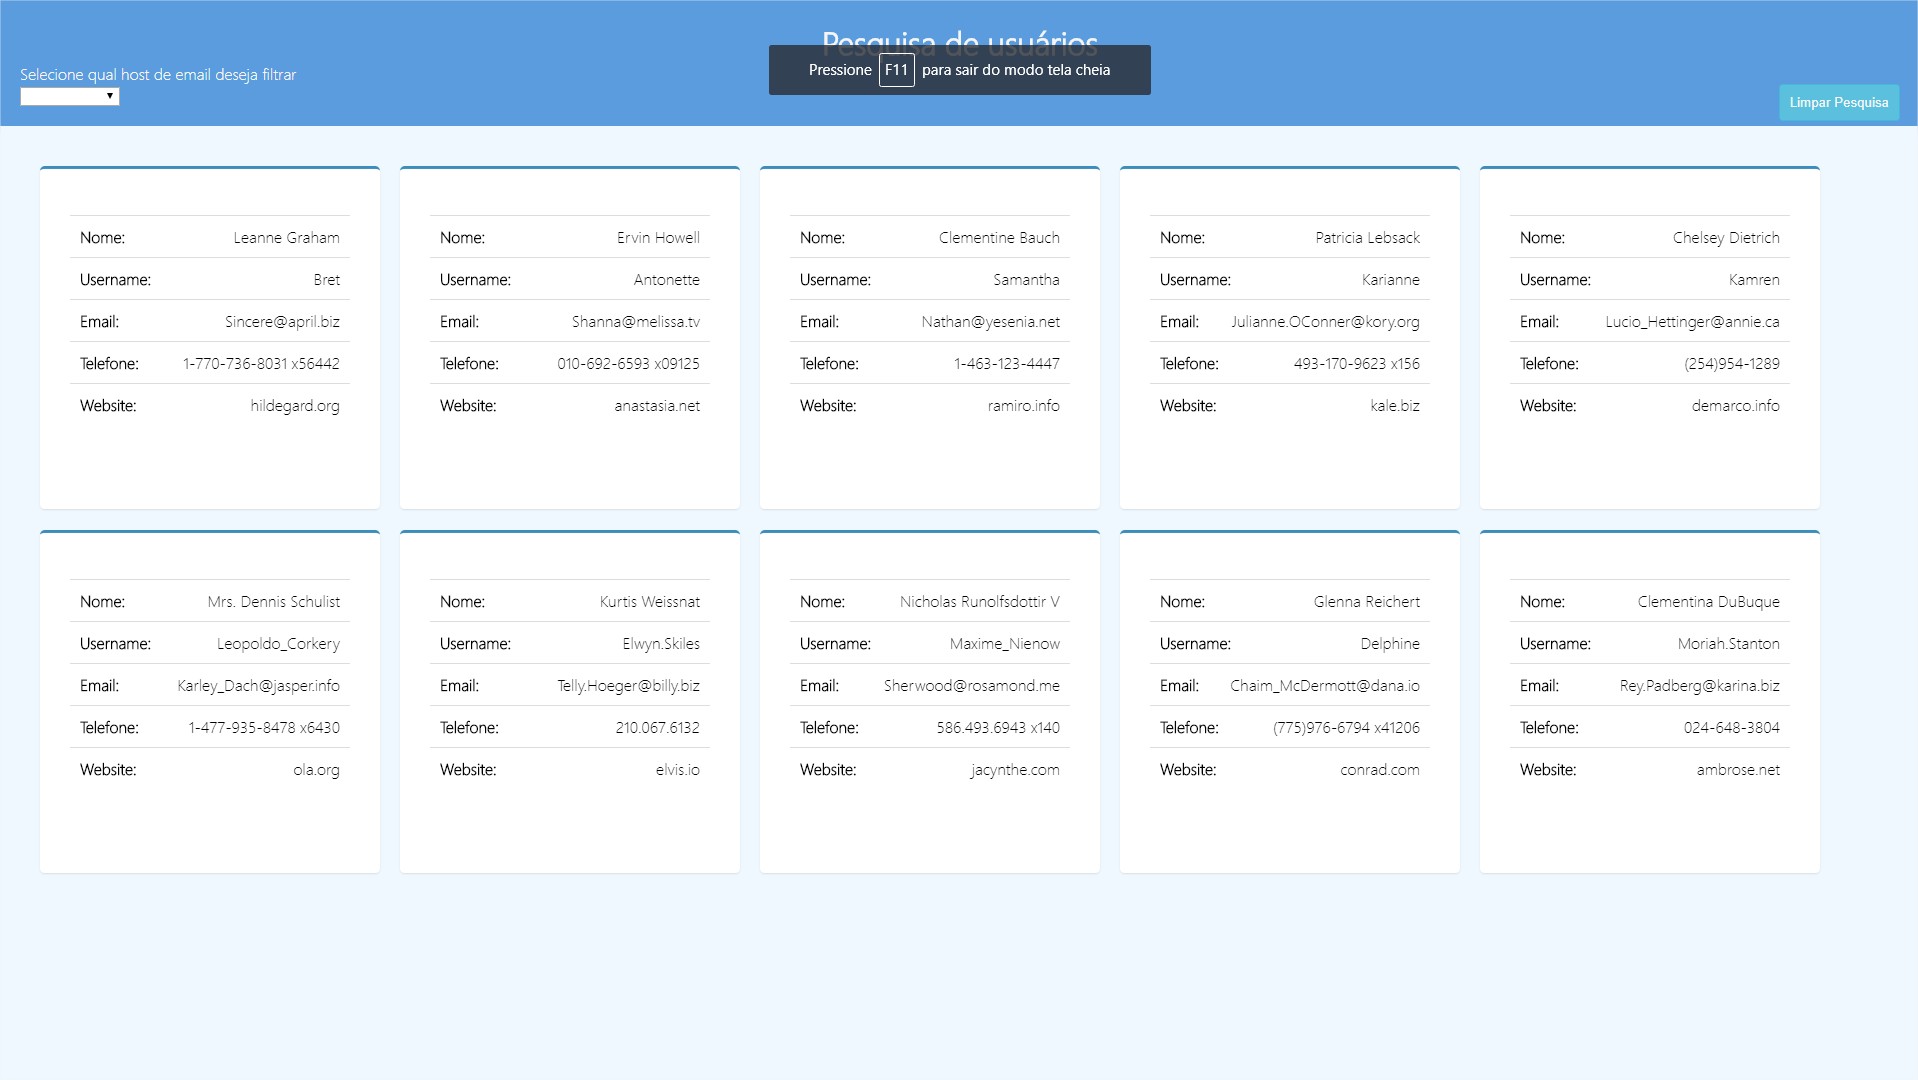 Pesquisa de usuários
Pressione F11 para sair do modo tela cheia
Selecione qual host de email deseja filtrar
Limpar Pesquisa
Nome: Leanne Graham
Username: Bret
Email: Sincere@april.biz
Telefone: 1-770-736-8031 x56442
Website: hildegard.org
Nome: Ervin Howell
Username: Antonette
Email: Shanna@melissa.tv
Telefone: 010-692-6593 x09125
Website: anastasia.net
Nome: Clementine Bauch
Username: Samantha
Email: Nathan@yesenia.net
Telefone: 1-463-123-4447
Website: ramiro.info
Nome: Patricia Lebsack
Username: Karianne
Email: Julianne.OConner@kory.org
Telefone: 493-170-9623 x156
Website: kale.biz
Nome: Chelsey Dietrich
Username: Kamren
Email: Lucio_Hettinger@annie.ca
Telefone: (254)954-1289
Website: demarco.info
Nome: Mrs. Dennis Schulist
Username: Leopoldo_Corkery
Email: Karley_Dach@jasper.info
Telefone: 1-477-935-8478 x6430
Website: ola.org
Nome: Kurtis Weissnat
Username: Elwyn.Skiles
Email: Telly.Hoeger@billy.biz
Telefone: 210.067.6132
Website: elvis.io
Nome: Nicholas Runolfsdottir V
Username: Maxime_Nienow
Email: Sherwood@rosamond.me
Telefone: 586.493.6943 x140
Website: jacynthe.com
Nome: Glenna Reichert
Username: Delphine
Email: Chaim_McDermott@dana.io
Telefone: (775)976-6794 x41206
Website: conrad.com
Nome: Clementina DuBuque
Username: Moriah.Stanton
Email: Rey.Padberg@karina.biz
Telefone: 024-648-3804
Website: ambrose.net